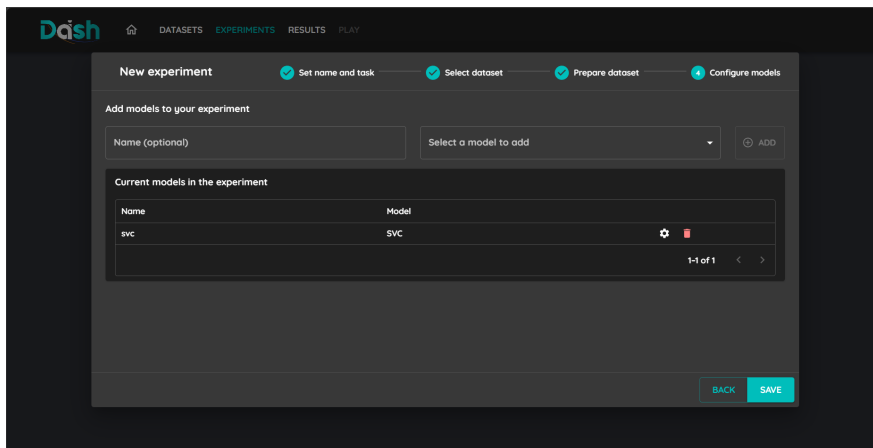 Dash
DATASETS EXPERIMENTS RESULTS PLAY
New experiment
Set name and task
Select dataset
Prepare dataset
4 Configure models
Add models to your experiment
Name (optional)
Select a model to add
ADD
Current models in the experiment
Name Model
svc SVC
1-1 of 1
BACK SAVE